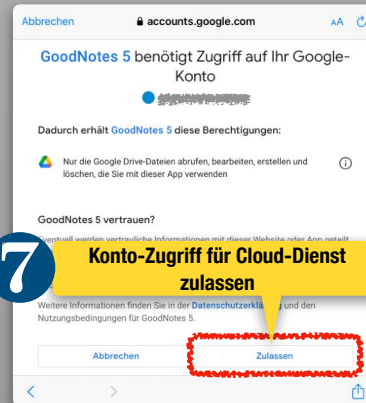 Abbrechen accounts.google.com AA
GoodNotes 5 benötigt Zugriff auf Ihr Google-
Konto
Dadurch erhält GoodNotes 5 diese Berechtigungen:
Nur die Google Drive-Dateien abrufen, bearbeiten, erstellen und
löschen, die Sie mit dieser App verwenden
GoodNotes 5 vertrauen?
Eventuell werden vertrauliche Informationen mit dieser Website oder App geteilt.
7
Konto-Zugriff für Cloud-Dienst
zulassen
Weitere Informationen finden Sie in der Datenschutzerklärung und den
Nutzungsbedingungen für GoodNotes 5.
Abbrechen Zulassen